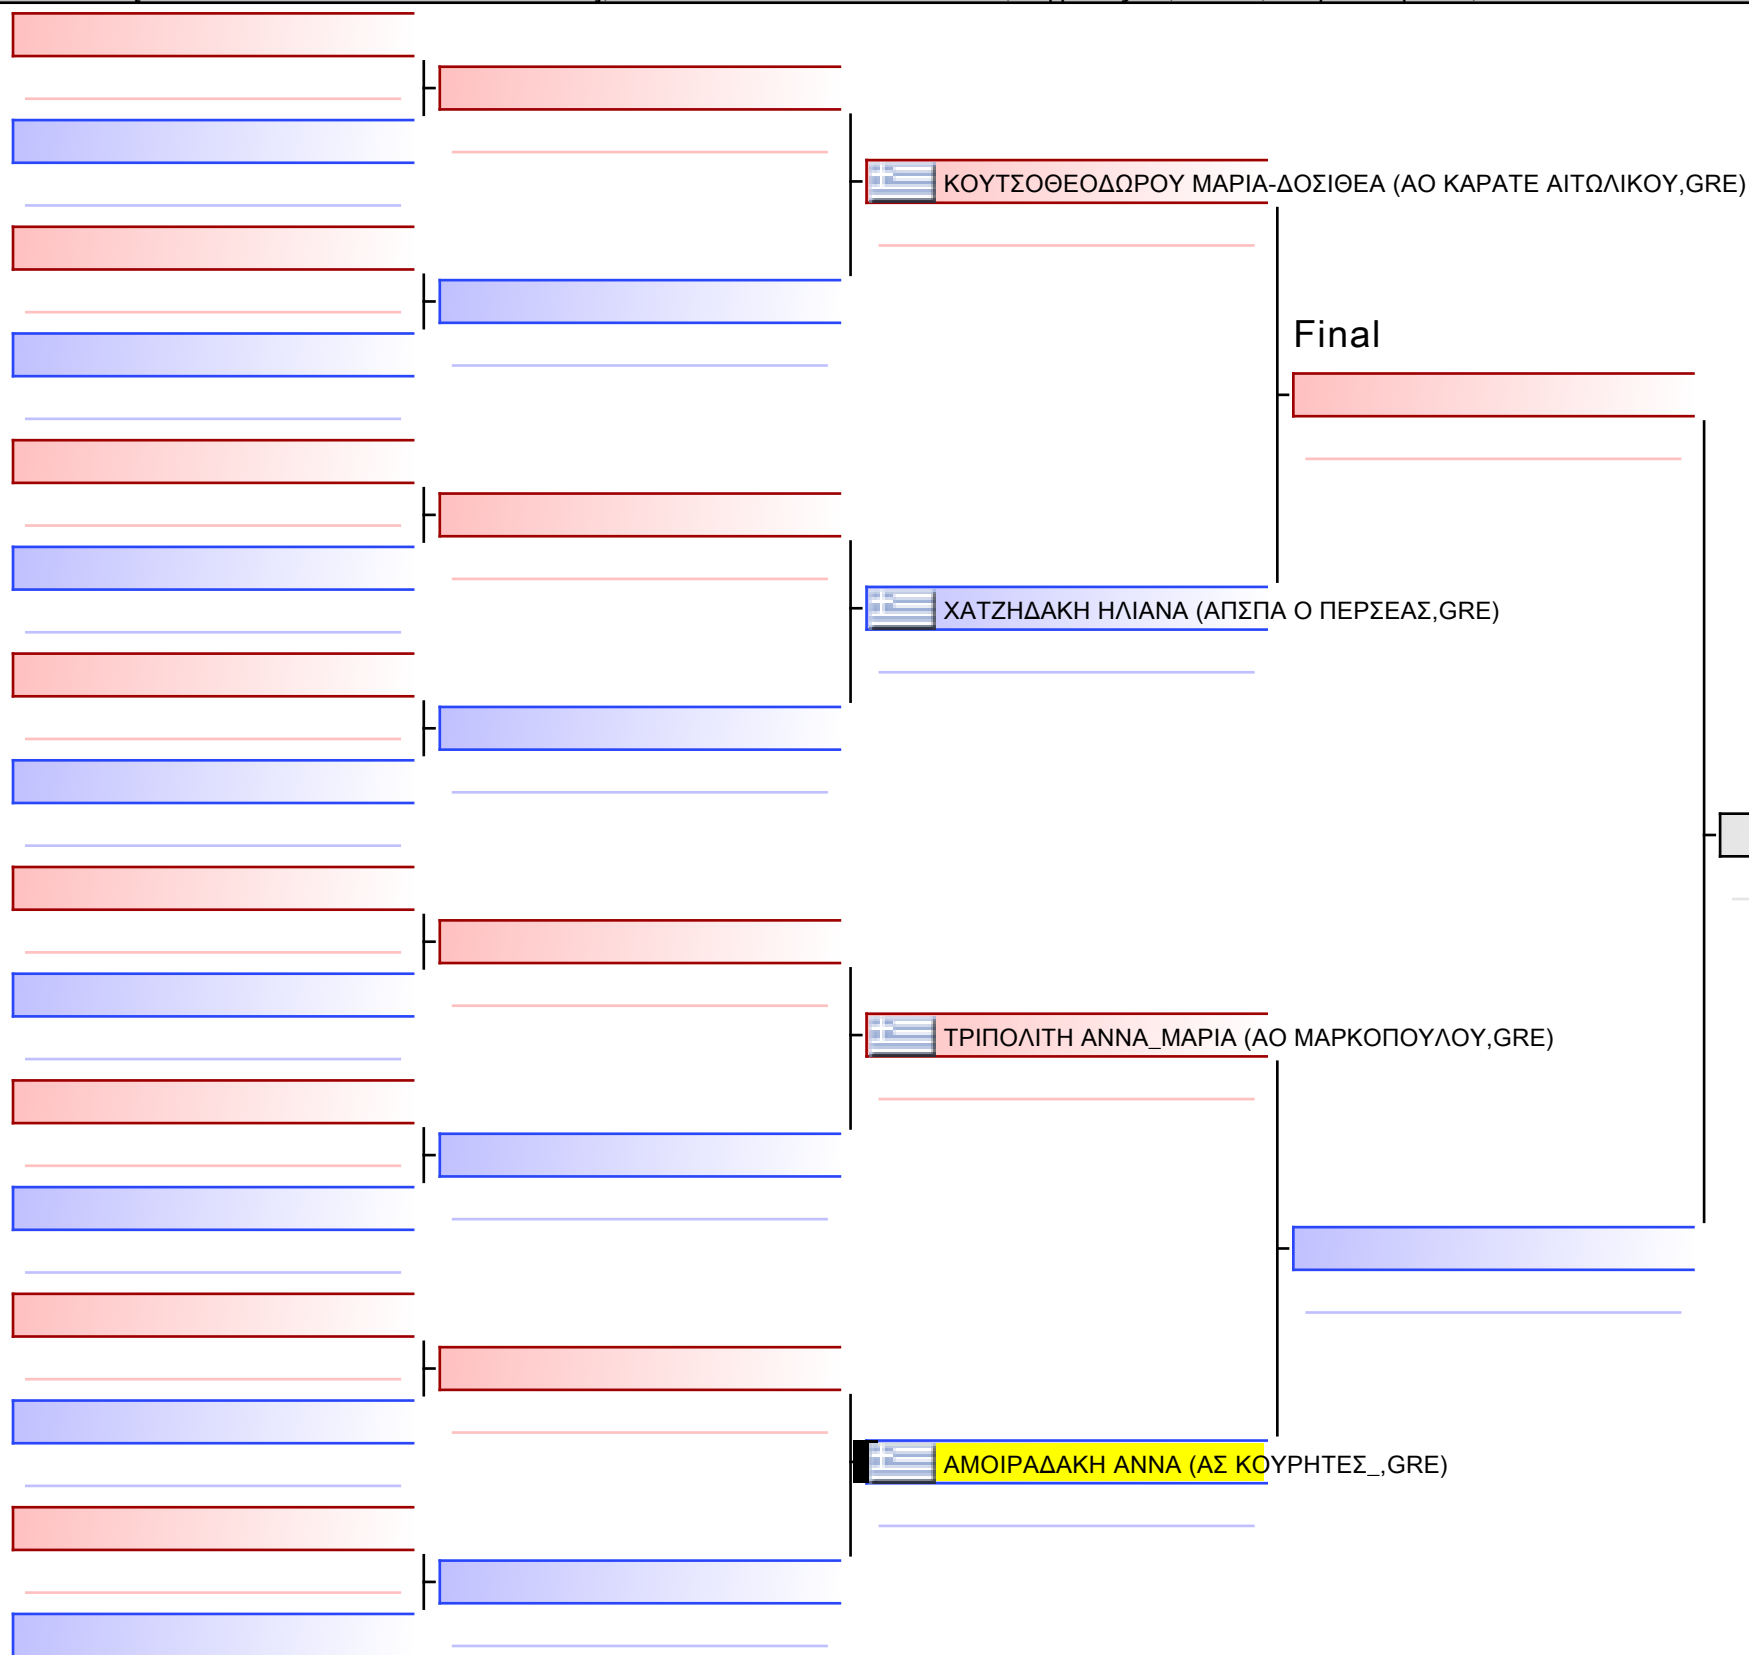 ΚΟΥΤΣΟΘΕΟΔΩΡΟΥ ΜΑΡΙΑ-ΔΟΣΙΘΕΑ (ΑΟ ΚΑΡΑΤΕ ΑΙΤΩΛΙΚΟΥ,GRE)
Final
ΧΑΤΖΗΔΑΚΗ ΗΛΙΑΝΑ (ΑΠΣΠΑ Ο ΠΕΡΣΕΑΣ,GRE)
ΤΡΙΠΟΛΙΤΗ ΑΝΝΑ_ΜΑΡΙΑ (ΑΟ ΜΑΡΚΟΠΟΥΛΟΥ,GRE)
ΑΜΟΙΡΑΔΑΚΗ ΑΝΝΑ (ΑΣ ΚΟΥΡΗΤΕΣ_,GRE)